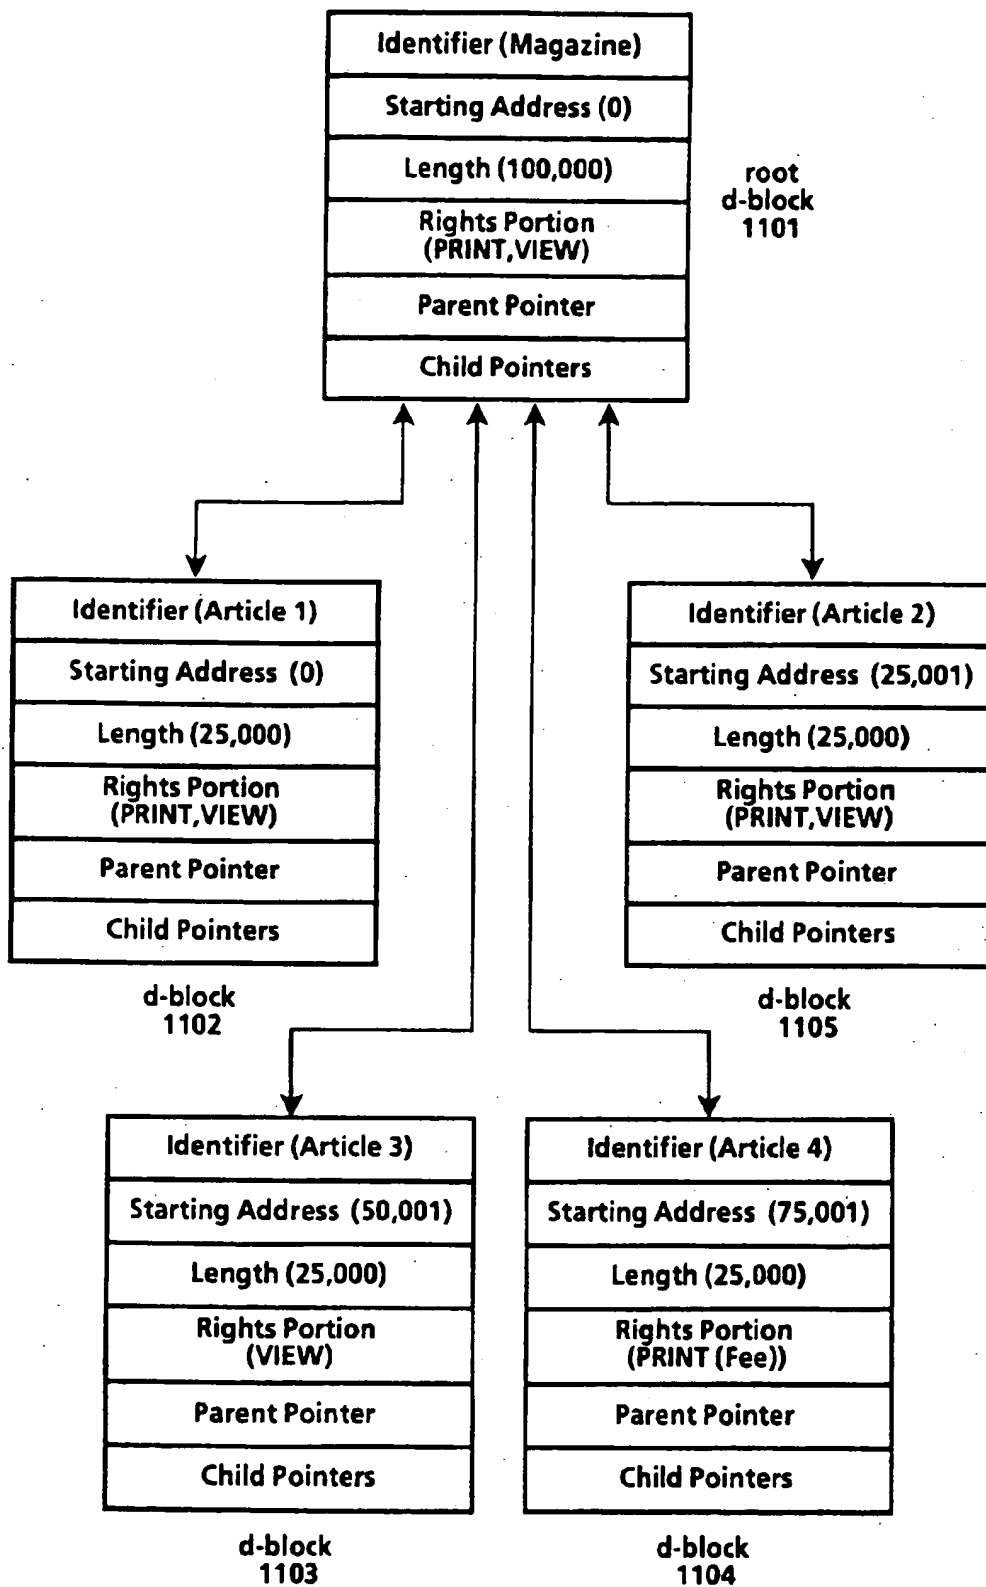 Identifier (Magazine)
Starting Address (0)
Length (100,000)
Rights Portion
(PRINT,VIEW)
Parent Pointer
Child Pointers
root
d-block
1101
Identifier (Article 1)
Starting Address (0)
Length (25,000)
Rights Portion
(PRINT,VIEW)
Parent Pointer
Child Pointers
d-block
1102
Identifier (Article 2)
Starting Address (25,001)
Length (25,000)
Rights Portion
(PRINT,VIEW)
Parent Pointer
Child Pointers
d-block
1105
Identifier (Article 3)
Starting Address (50,001)
Length (25,000)
Rights Portion
(VIEW)
Parent Pointer
Child Pointers
d-block
1103
Identifier (Article 4)
Starting Address (75,001)
Length (25,000)
Rights Portion
(PRINT (Fee))
Parent Pointer
Child Pointers
d-block
1104